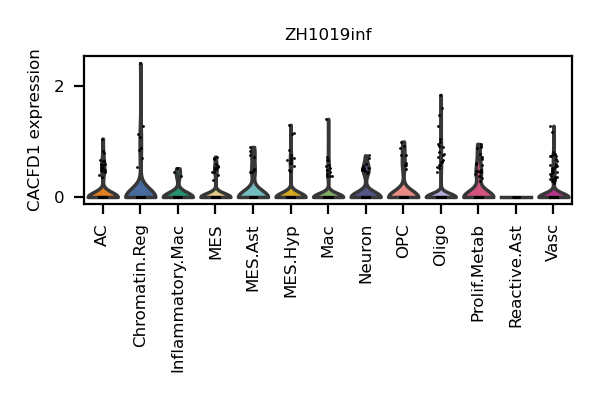 ZH1019inf
CACFD1 expression
2
0
AC
Chromatin.Reg
Inflammatory.Mac
MES
MES.Ast
MES.Hyp
Mac
Neuron
OPC
Oligo
Prolif.Metab
Reactive.Ast
Vasc